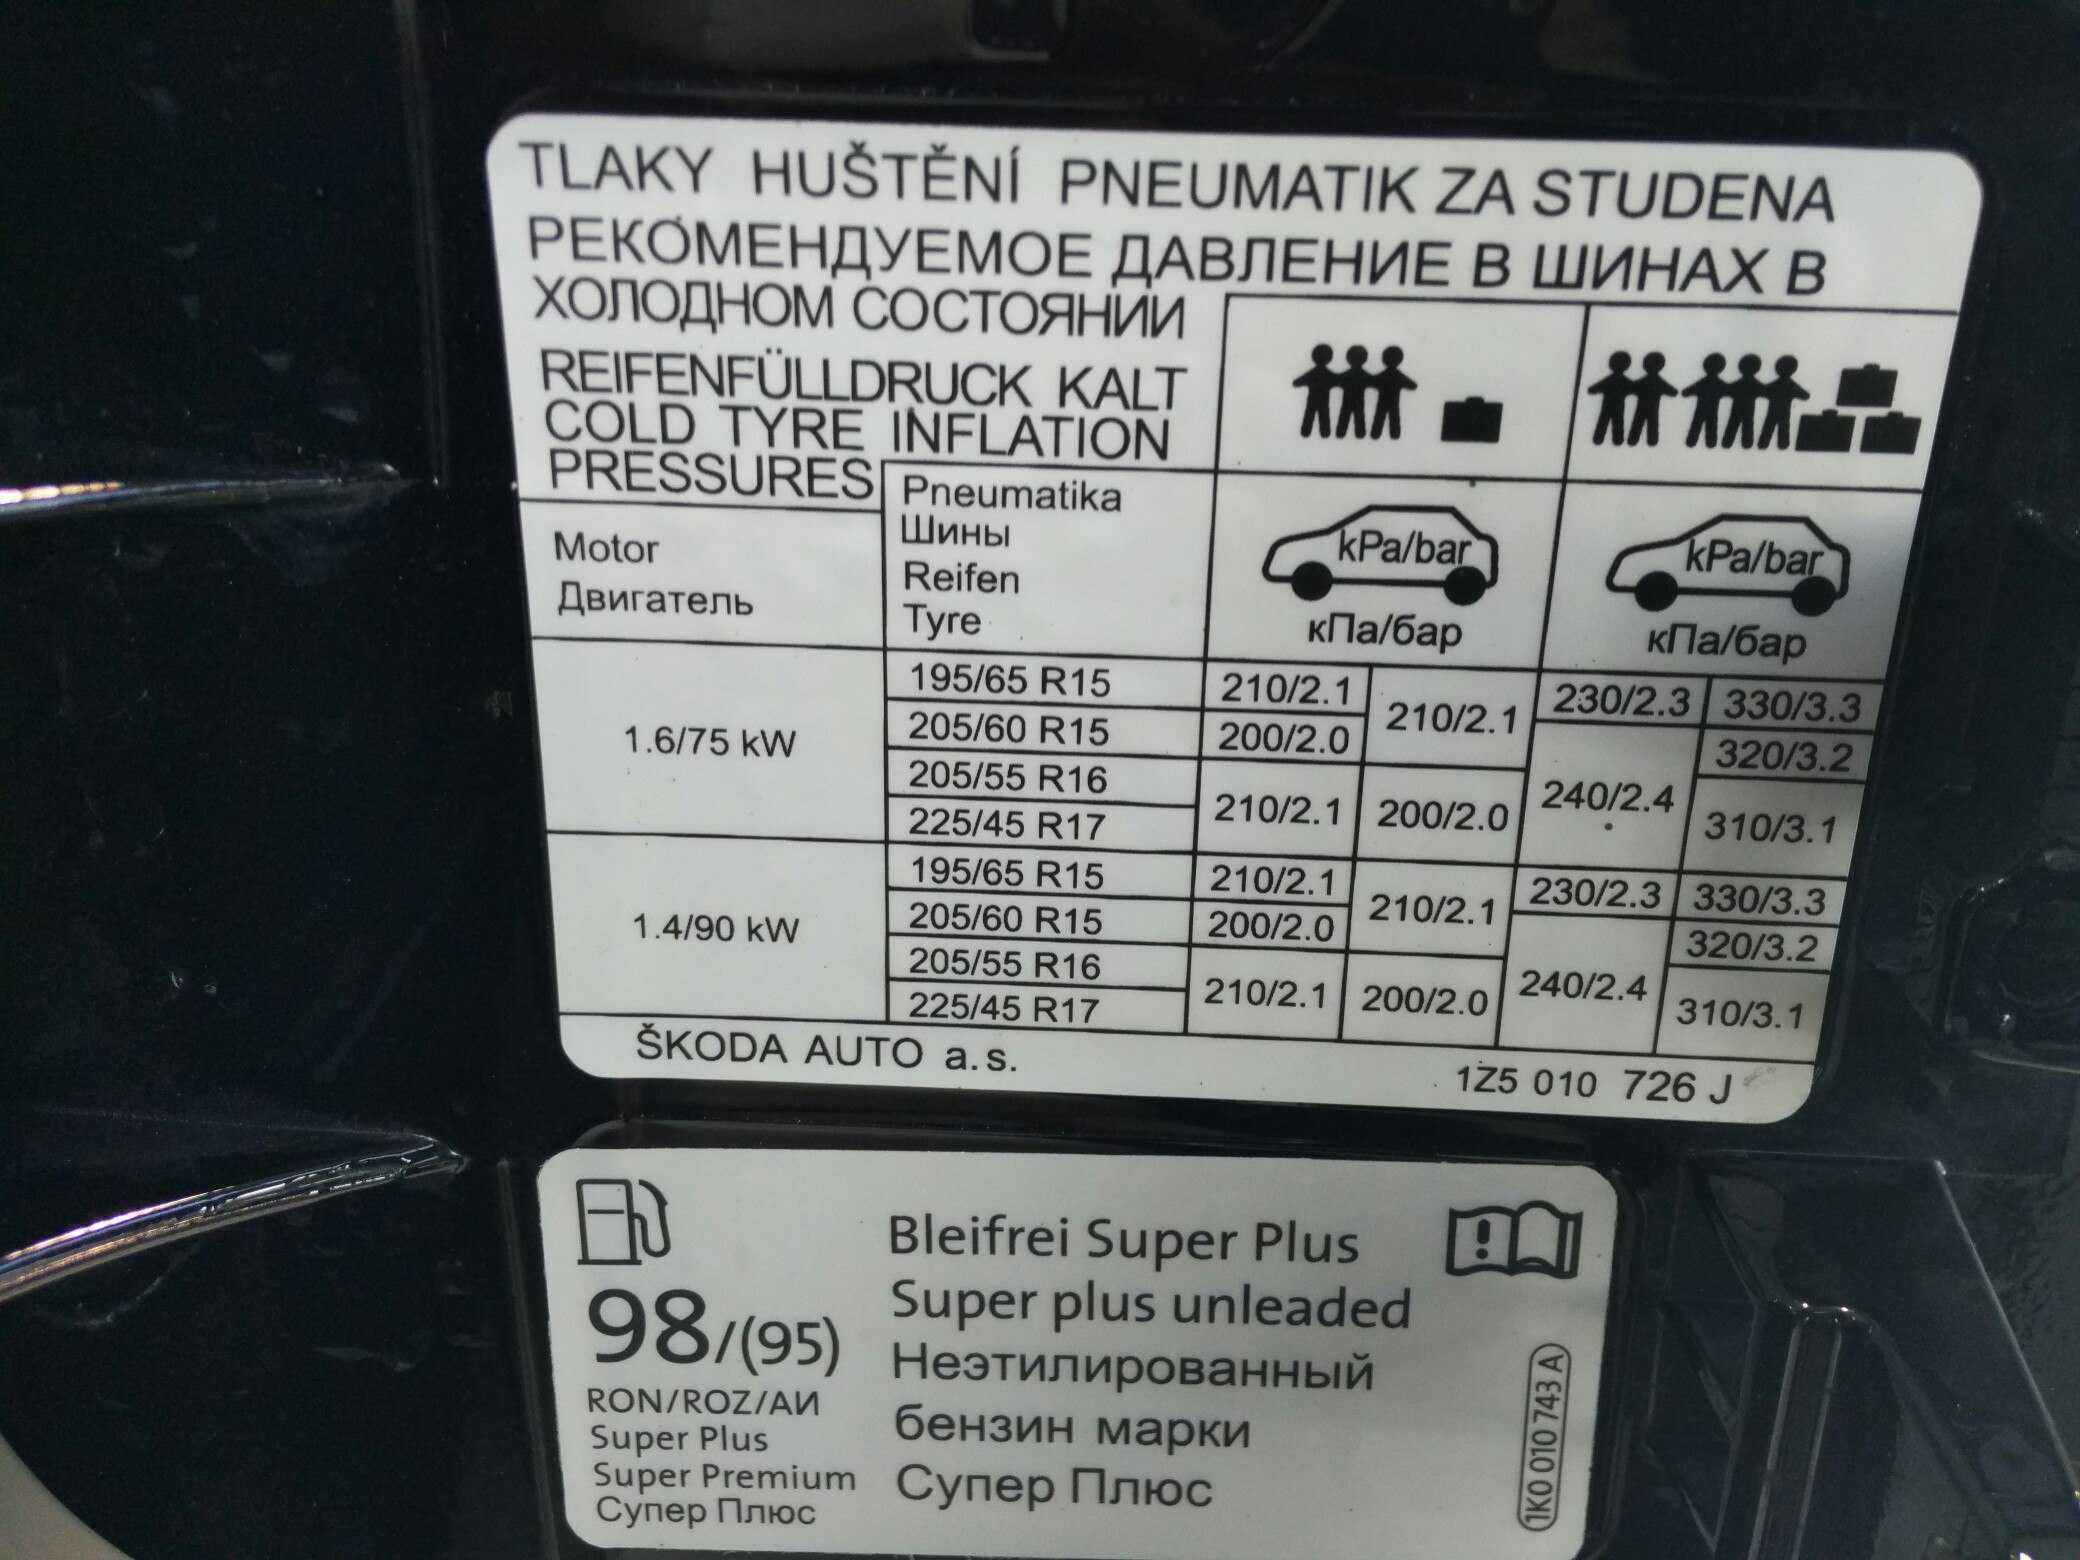 TLAKY HUŠTĚNÍ PNEUMATIK ZA STUDENA
РЕКОМЕНДУЕМОЕ ДАВЛЕНИЕ В ШИНАХ В
ХОЛОДНОМ СОСТОЯНИИ
REIFENFÜLLDRUCK KALT
COLD TYRE INFLATION
PRESSURES
Motor
Двигатель
Pneumatika
Шины
Reifen
Tyre
kPa/bar
кПа/бар
kPa/bar
кПа/бар
1.6/75 kW
195/65 R15 210/2.1 210/2.1 230/2.3 330/3.3
205/60 R15 200/2.0 320/3.2
205/55 R16 210/2.1 200/2.0 240/2.4 310/3.1
225/45 R17
1.4/90 kW
195/65 R15 210/2.1 210/2.1 230/2.3 330/3.3
205/60 R15 200/2.0 320/3.2
205/55 R16 210/2.1 200/2.0 240/2.4 310/3.1
225/45 R17
ŠKODA AUTO a.s. 1Z5 010 726 J
98/(95)
RON/ROZ/АИ
Super Plus
Super Premium
Супер Плюс
Bleifrei Super Plus
Super plus unleaded
Неэтилированный
бензин марки
Супер Плюс
1K0 010 743 A